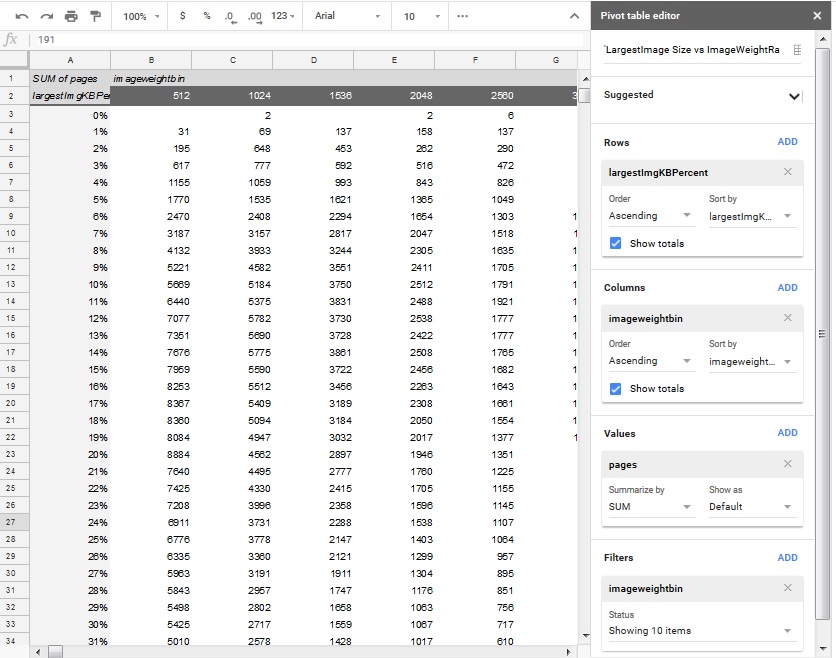 100% $ % .0 .00 123 Arial 10
fx 191
A B C D E F G
1 SUM of pages imageweightbin
2 largestImgKBPer 512 1024 1536 2048 2560 3
3 0% 2 2 6
4 1% 31 69 137 158 137
5 2% 195 648 453 262 290
6 3% 617 777 592 516 472
7 4% 1155 1059 993 843 826
8 5% 1770 1535 1621 1365 1049
9 6% 2470 2408 2294 1654 1303 1
10 7% 3187 3157 2817 2047 1518 1
11 8% 4132 3933 3244 2305 1635 1
12 9% 5221 4582 3551 2411 1705 1
13 10% 5669 5184 3750 2512 1791 1
14 11% 6440 5375 3831 2488 1921 1
15 12% 7077 5782 3730 2538 1777 1
16 13% 7351 5690 3728 2422 1777 1
17 14% 7676 5775 3861 2508 1765 1
18 15% 7959 5590 3722 2456 1682 1
19 16% 8253 5512 3456 2263 1643 1
20 17% 8367 5409 3189 2308 1661 1
21 18% 8360 5094 3184 2050 1554 1
22 19% 8084 4947 3032 2017 1377 1
23 20% 8884 4562 2897 1946 1351
24 21% 7640 4495 2777 1760 1225
25 22% 7425 4330 2415 1705 1155
26 23% 7208 3996 2358 1596 1145
27 24% 6911 3731 2288 1538 1107
28 25% 6776 3778 2147 1403 1064
29 26% 6335 3360 2121 1299 957
30 27% 5963 3191 1911 1304 895
31 28% 5843 2957 1747 1176 851
32 29% 5498 2802 1658 1063 756
33 30% 5425 2717 1559 1067 717
34 31% 5010 2578 1428 1017 610
Pivot table editor
'LargestImage Size vs ImageWeightRa
Suggested
Rows ADD
largestImgKBPercent
Order Sort by
Ascending largestImgK...
Show totals
Columns ADD
imageweightbin
Order Sort by
Ascending imageweight...
Show totals
Values ADD
pages
Summarize by Show as
SUM Default
Filters ADD
imageweightbin
Status
Showing 10 items